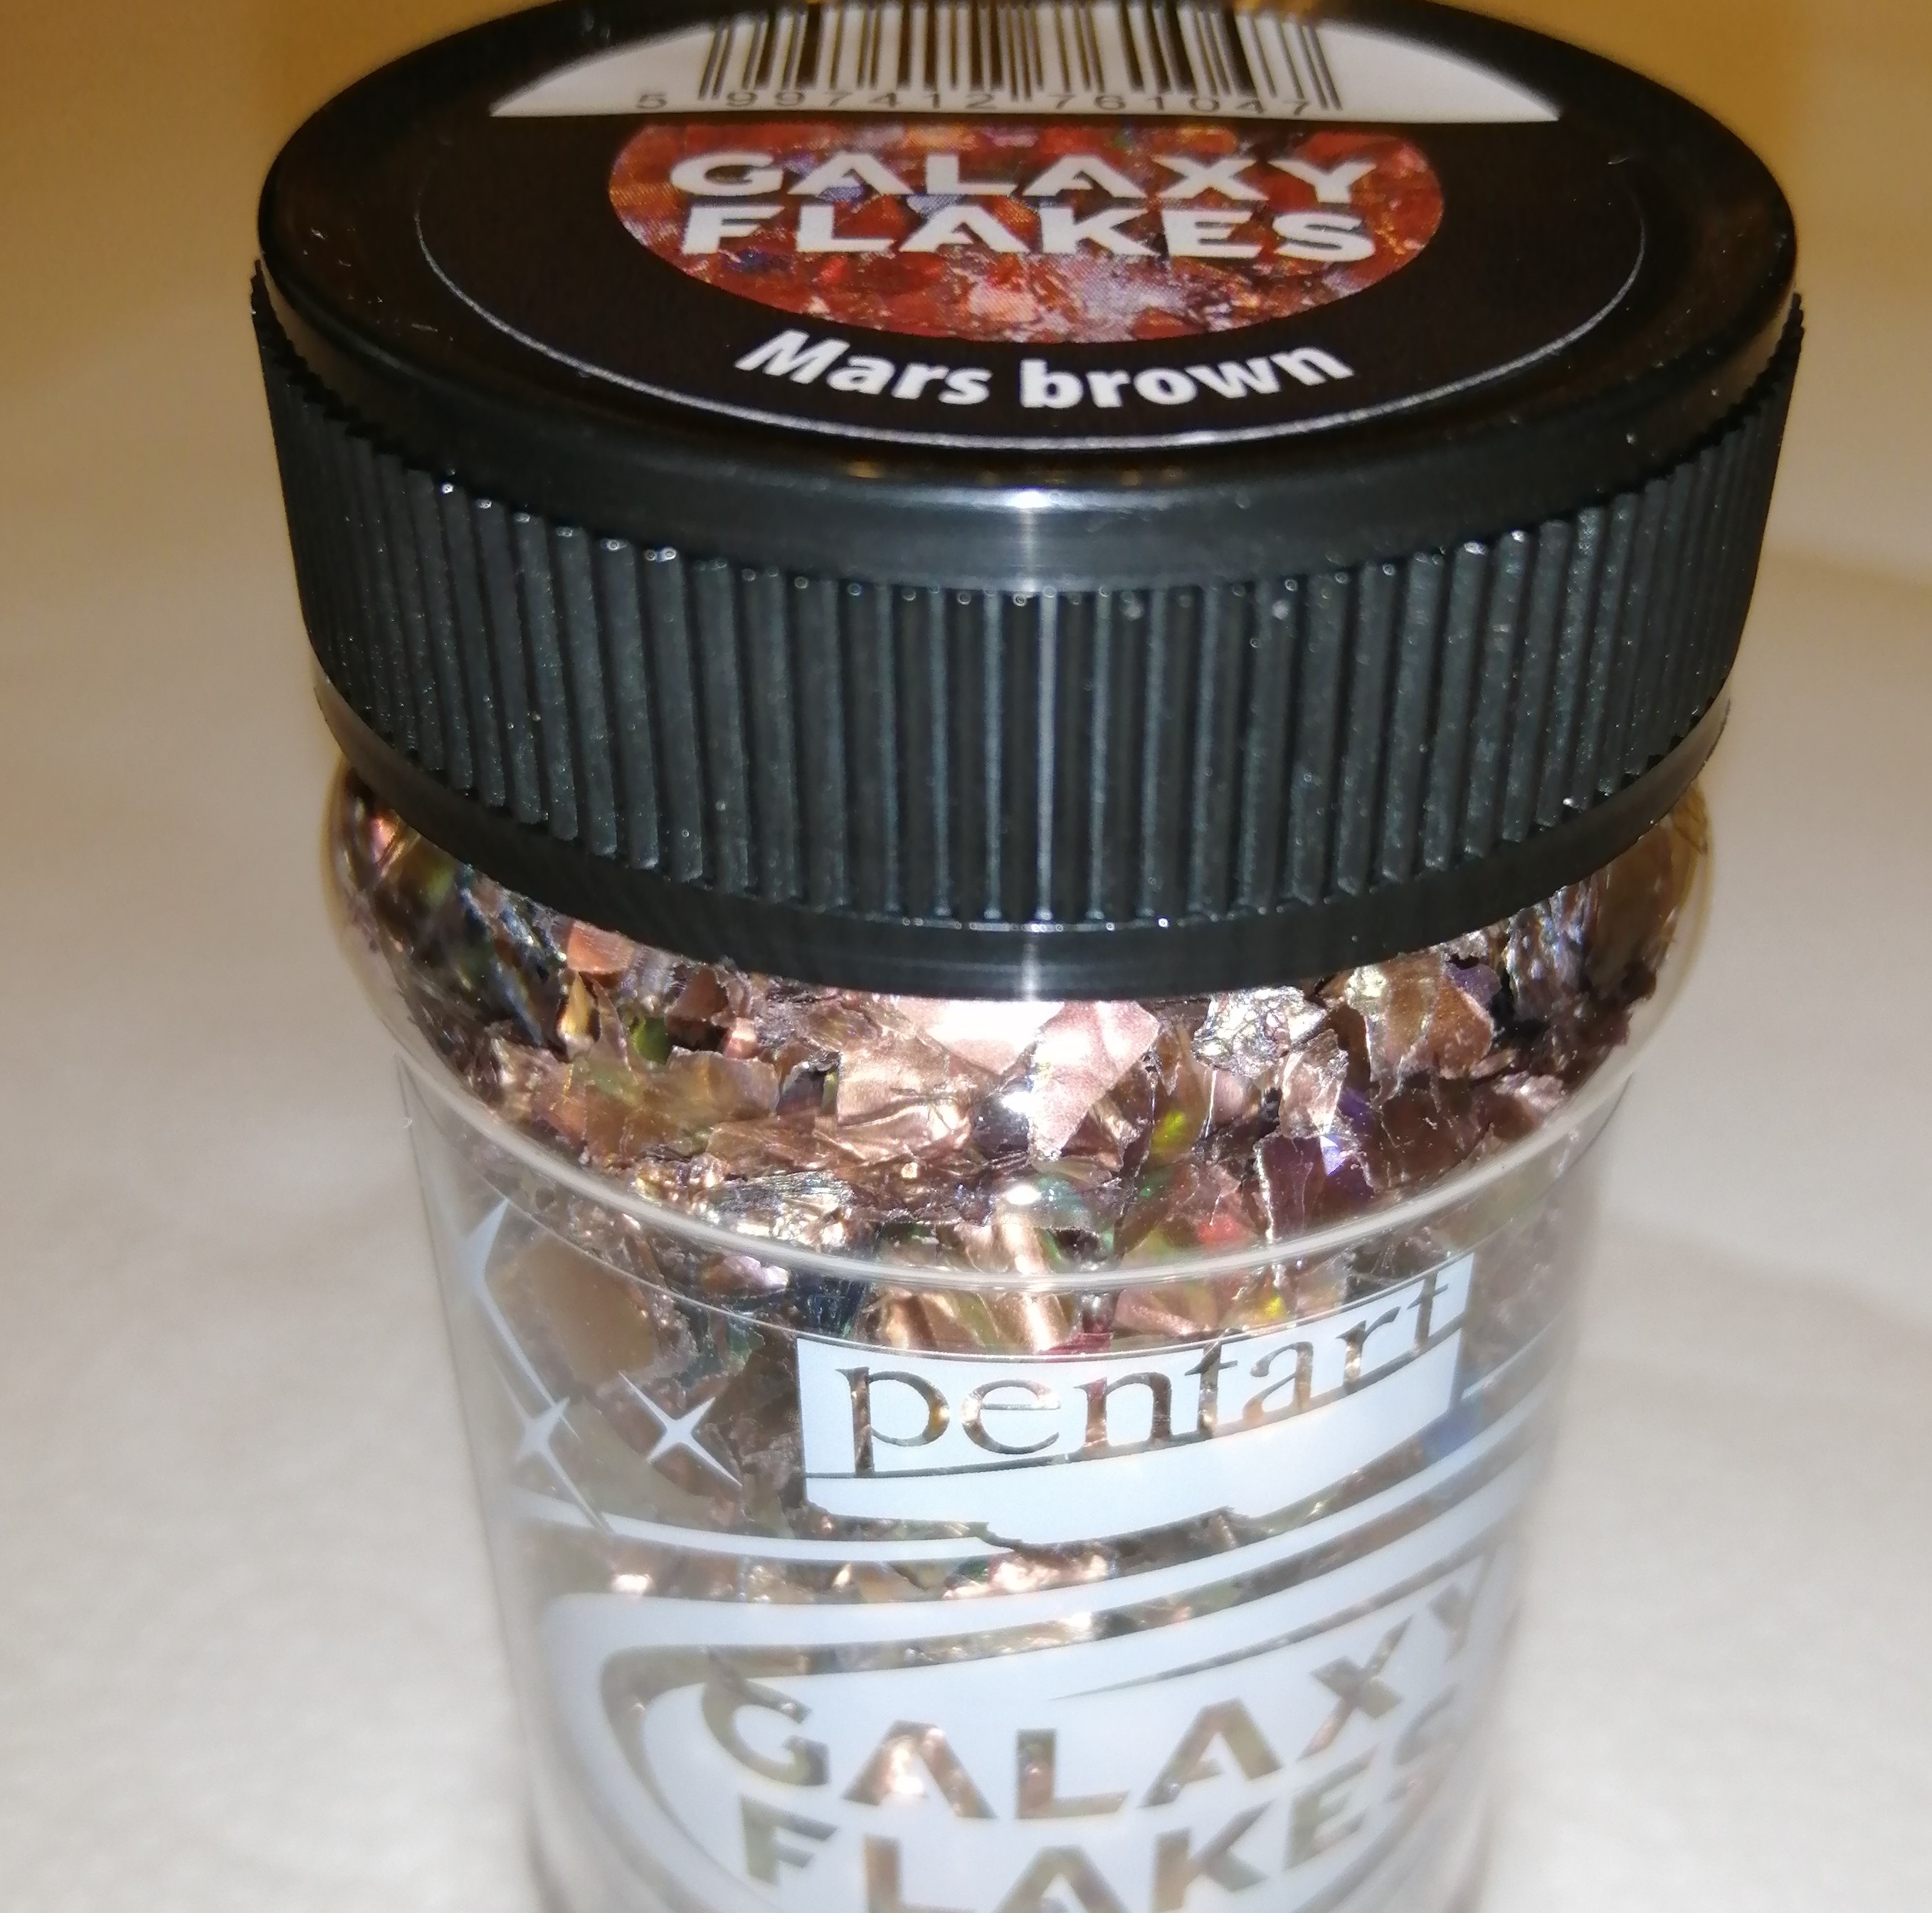 5 997412 761047
GALAXY
FLAKES
Mars brown
pentart
GALAXY
FLAKES